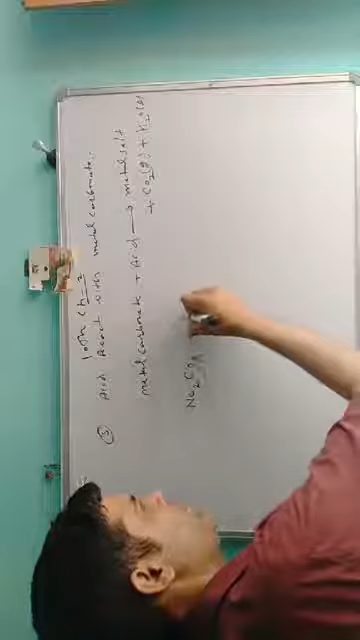 10th Ch-2
③ Acid React with metal carbonate.
metal carbonate + Acid → metal salt
+ CO2(g) + H2O(l)
Na2CO3